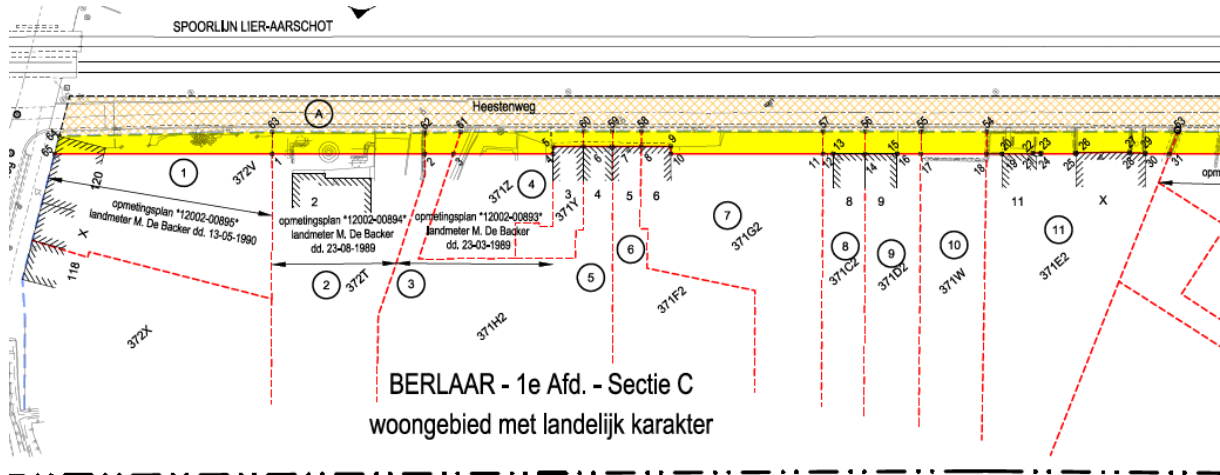 SPOORLIJN LIER-AARSCHOT
Heestenweg
A
64 63 62 61 60 59 58 57 56 55 54 53
65 1 2 3 4 5 6 7 8 9 10 11 12 13 14 15 16 17 18 19 20 21 22 23 24 25 26 27 28 29 30 31
120
1
372V
2
371Z
4
3
371Y
4
5
6
8
9
11
X
opmetingsplan *12002-00895*
landmeter M. De Backer dd. 13-05-1990
opmetingsplan *12002-00894*
landmeter M. De Backer
dd. 23-08-1989
opmetingsplan *12002-00893*
landmeter M. De Backer
dd. 23-03-1989
7
371G2
6
8
371C2
9
371D2
10
371W
11
371E2
opm
X
118
2
372T
3
5
371F2
372X
371H2
BERLAAR - 1e Afd. - Sectie C
woongebied met landelijk karakter